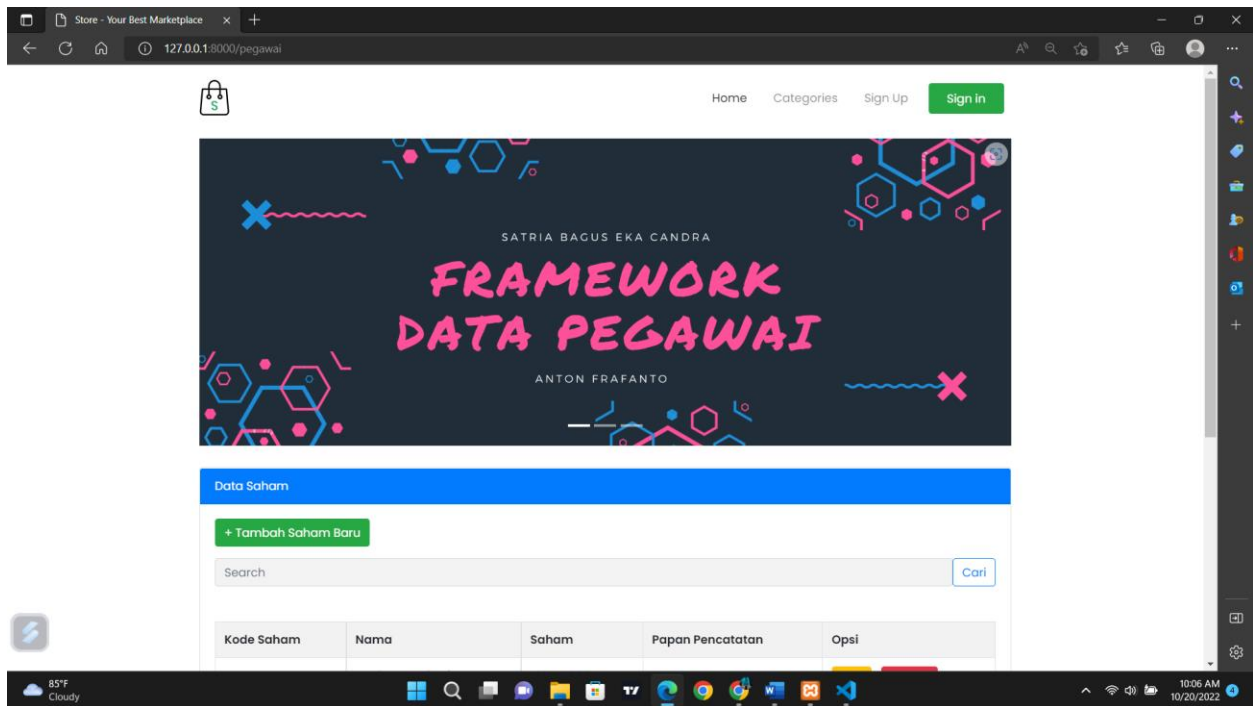 Store - Your Best Marketplace
127.0.0.1:8000/pegawai
S
Home Categories Sign Up Sign in
SATRIA BAGUS EKA CANDRA
FRAMEWORK
DATA PEGAWAI
ANTON FRAFANTO
Data Saham
+ Tambah Saham Baru
Search Cari
Kode Saham Nama Saham Papan Pencatatan Opsi
85°F
Cloudy
10:06 AM
10/20/2022
4